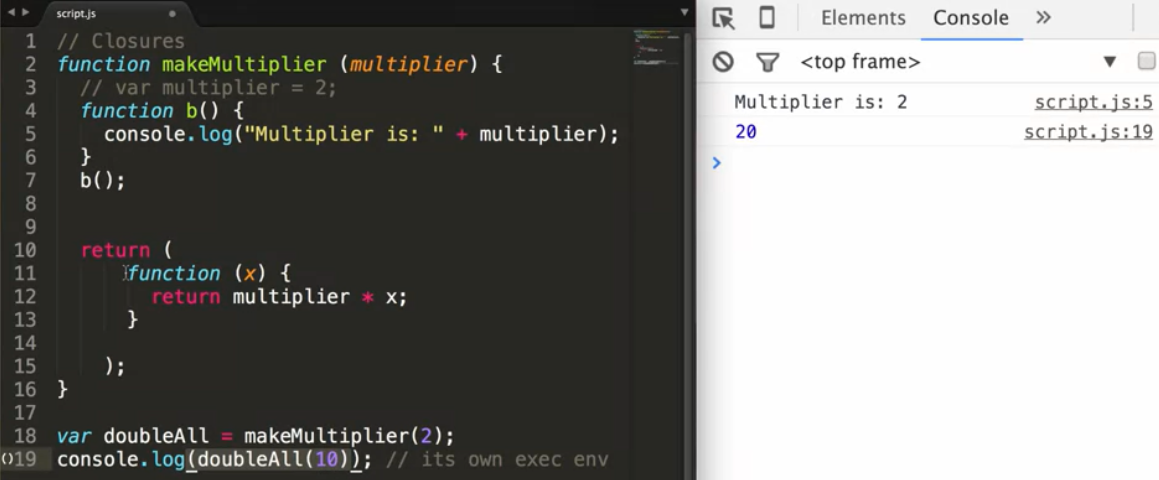 script.js
1 // Closures
2 function makeMultiplier (multiplier) {
3 // var multiplier = 2;
4 function b() {
5 console.log("Multiplier is: " + multiplier);
6 }
7 b();
8
9
10 return (
11 function (x) {
12 return multiplier * x;
13 }
14
15 );
16 }
17
18 var doubleAll = makeMultiplier(2);
19 console.log(doubleAll(10)); // its own exec env
Elements Console
<top frame>
Multiplier is: 2 script.js:5
20 script.js:19